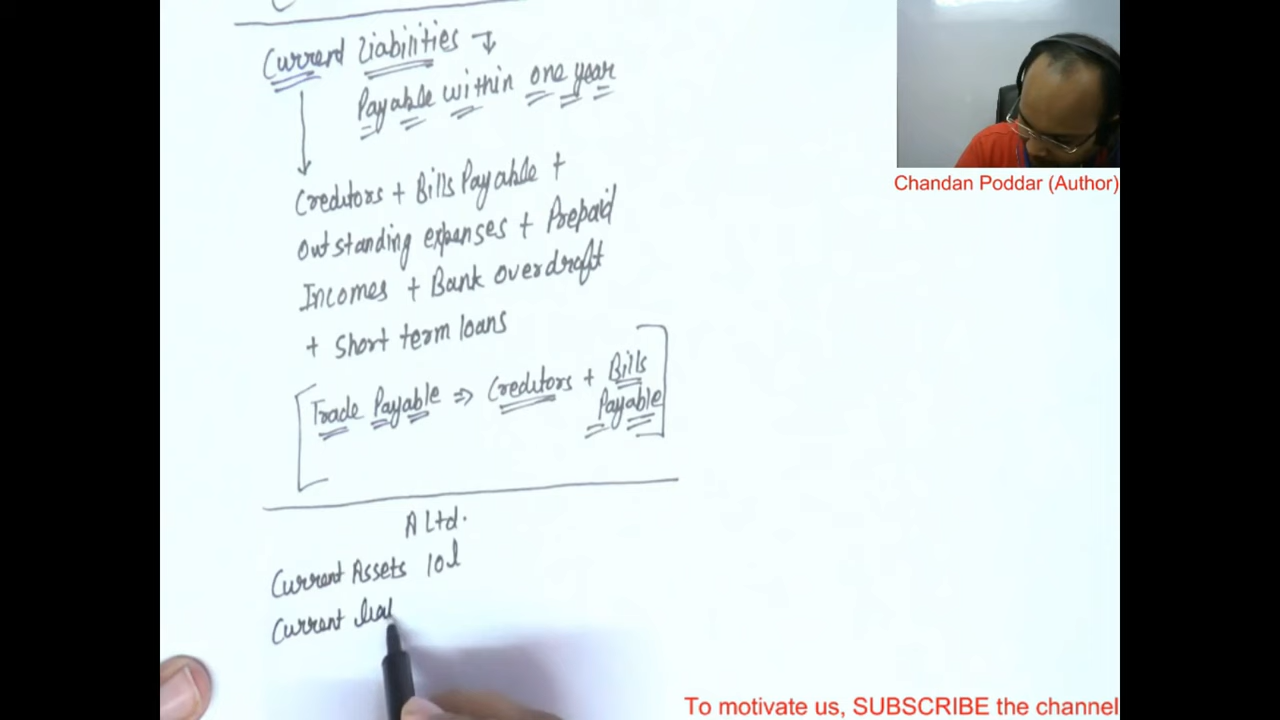 Current Liabilities →
Payable within one year
Creditors + Bills Payable +
Outstanding expenses + Prepaid
Incomes + Bank overdraft
+ Short term loans
Trade Payable ⇒ Creditors + Bills
Payable
A Ltd.
Current Assets 10l
Current lial
Chandan Poddar (Author)
To motivate us, SUBSCRIBE the channel